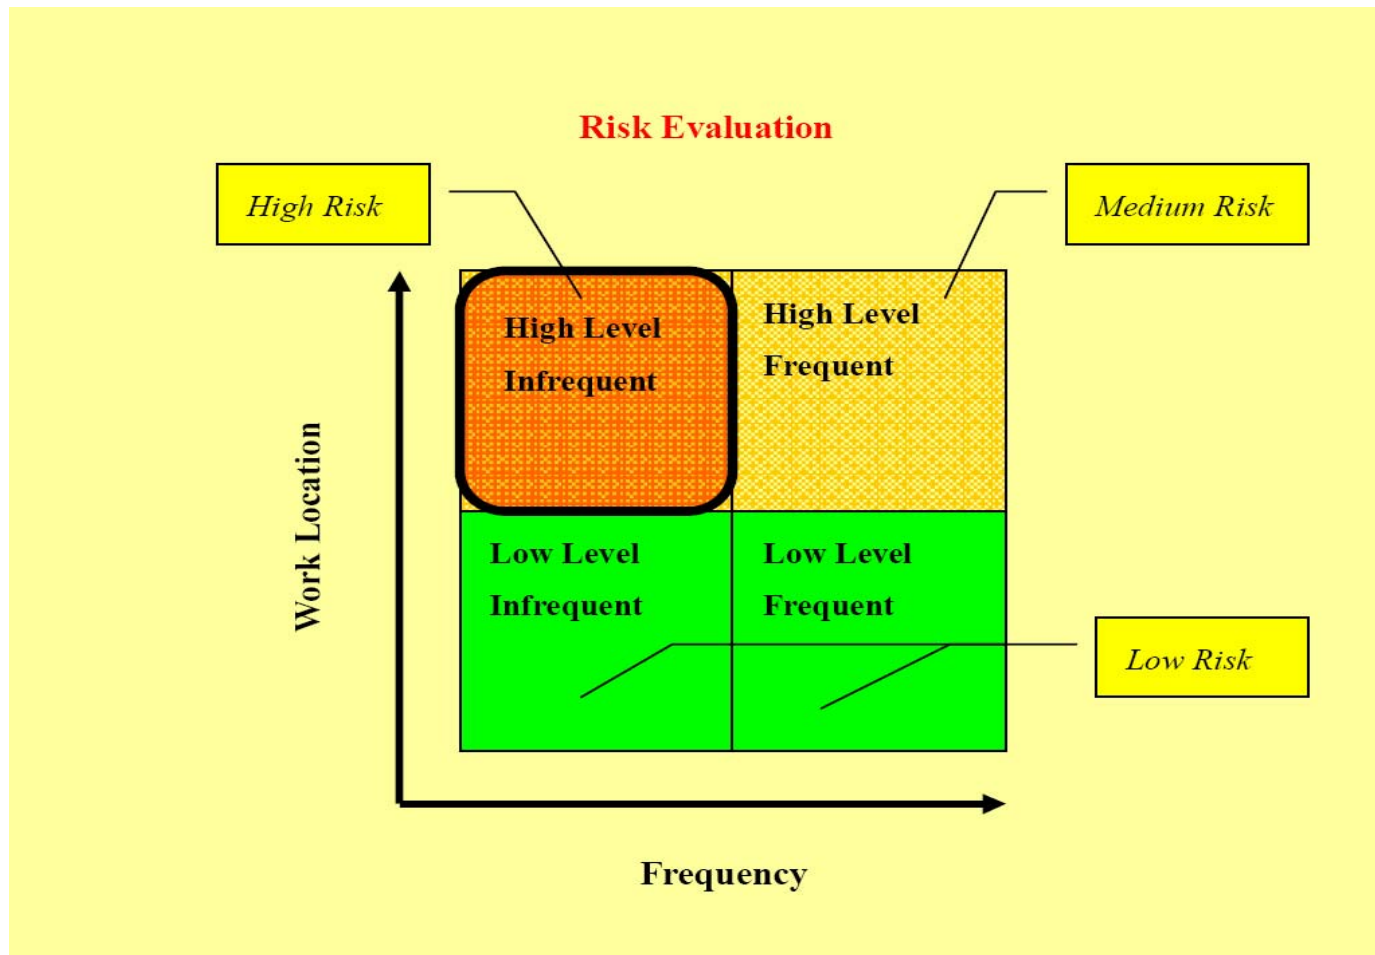 Risk Evaluation
High Risk
Medium Risk
High Level
Infrequent
High Level
Frequent
Work Location
Low Level
Infrequent
Low Level
Frequent
Low Risk
Frequency